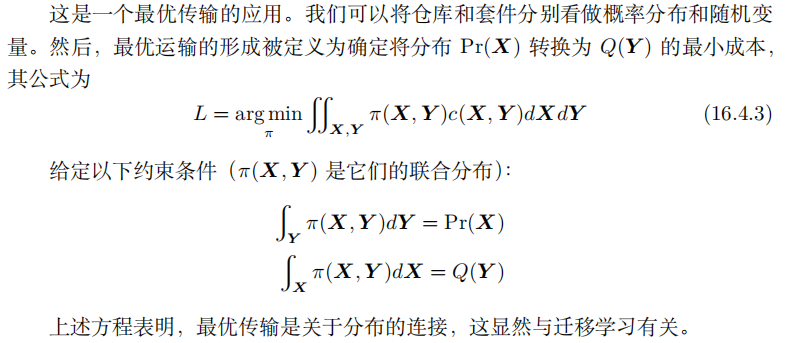 这是一个最优传输的应用。我们可以将仓库和套件分别看做概率分布和随机变
量。然后，最优运输的形成被定义为确定将分布 Pr(X) 转换为 Q(Y) 的最小成本，
其公式为
L = arg min_π ∬_{X,Y} π(X, Y)c(X, Y)dXdY (16.4.3)
给定以下约束条件（π(X, Y) 是它们的联合分布）：
∫_Y π(X, Y)dY = Pr(X)
∫_X π(X, Y)dX = Q(Y)
上述方程表明，最优传输是关于分布的连接，这显然与迁移学习有关。